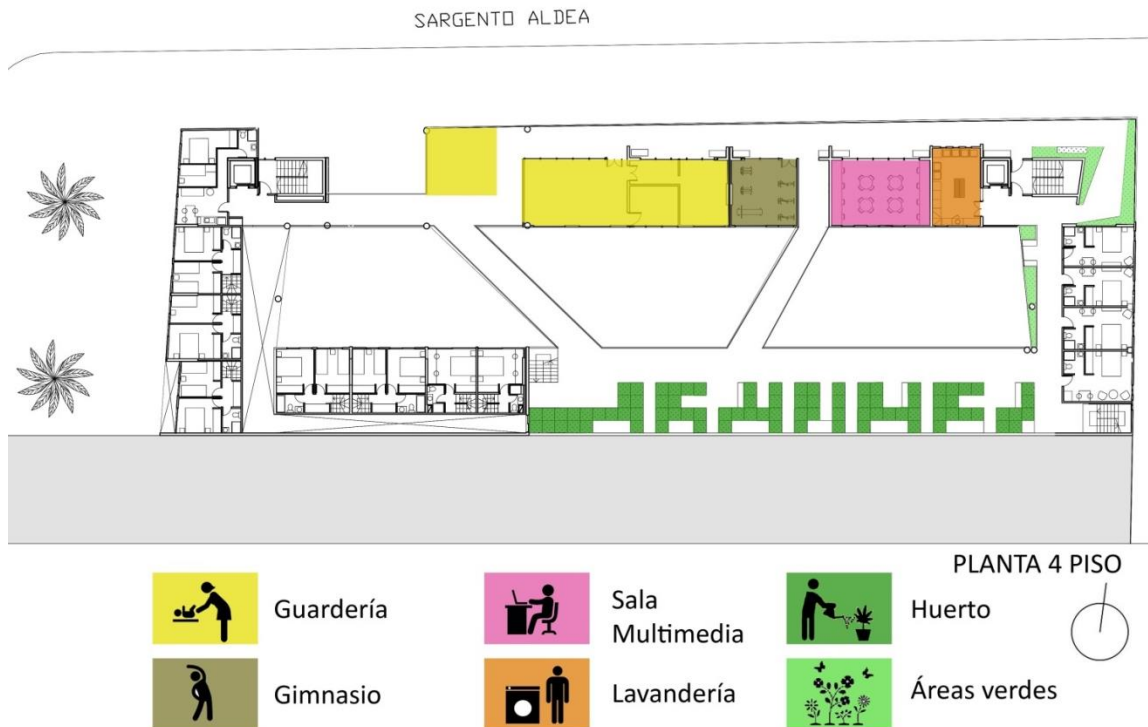 SARGENTO ALDEA
PLANTA 4 PISO
Guardería
Sala
Multimedia
Huerto
Gimnasio
Lavandería
Áreas verdes